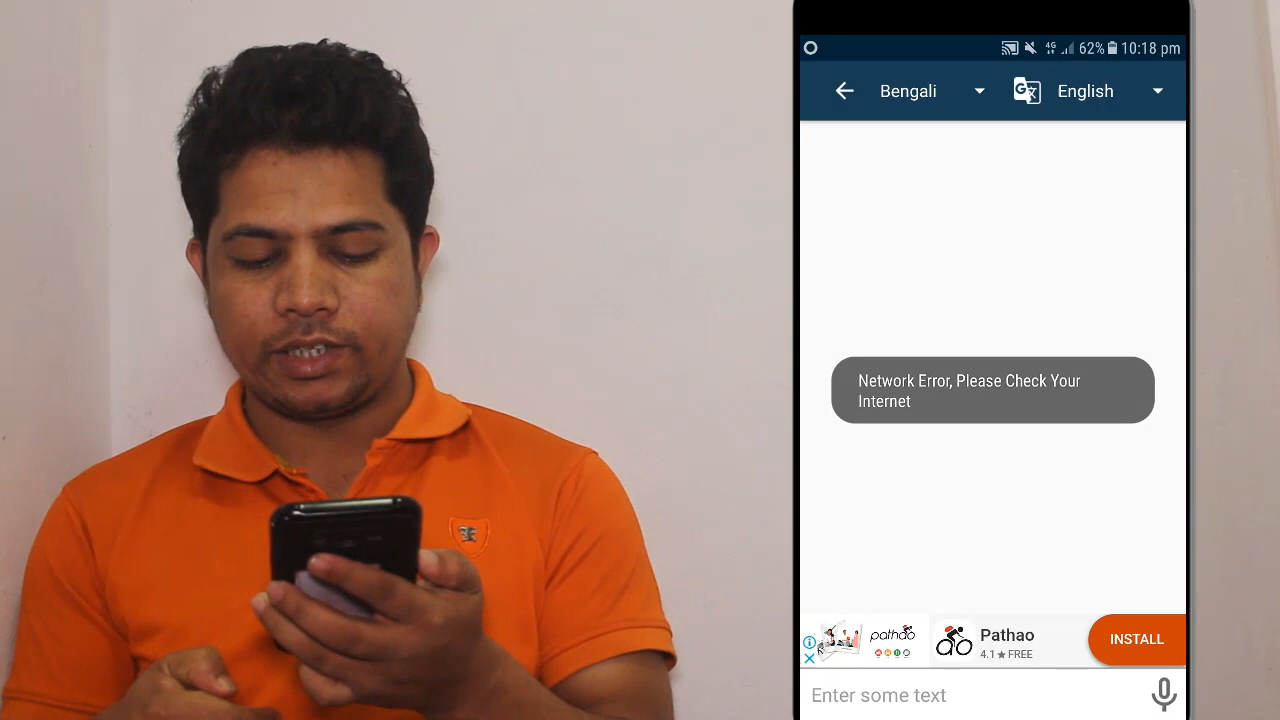 4G 62% 10:18 pm
Bengali English
Network Error, Please Check Your
Internet
pathao
Pathao
4.1★FREE
INSTALL
Enter some text